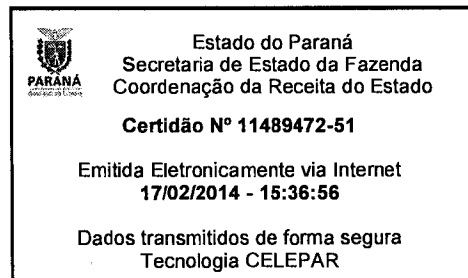 Estado do Paraná
Secretaria de Estado da Fazenda
Coordenação da Receita do Estado
PARANÁ
Certidão Nº 11489472-51
Emitida Eletronicamente via Internet
17/02/2014 - 15:36:56
Dados transmitidos de forma segura
Tecnologia CELEPAR